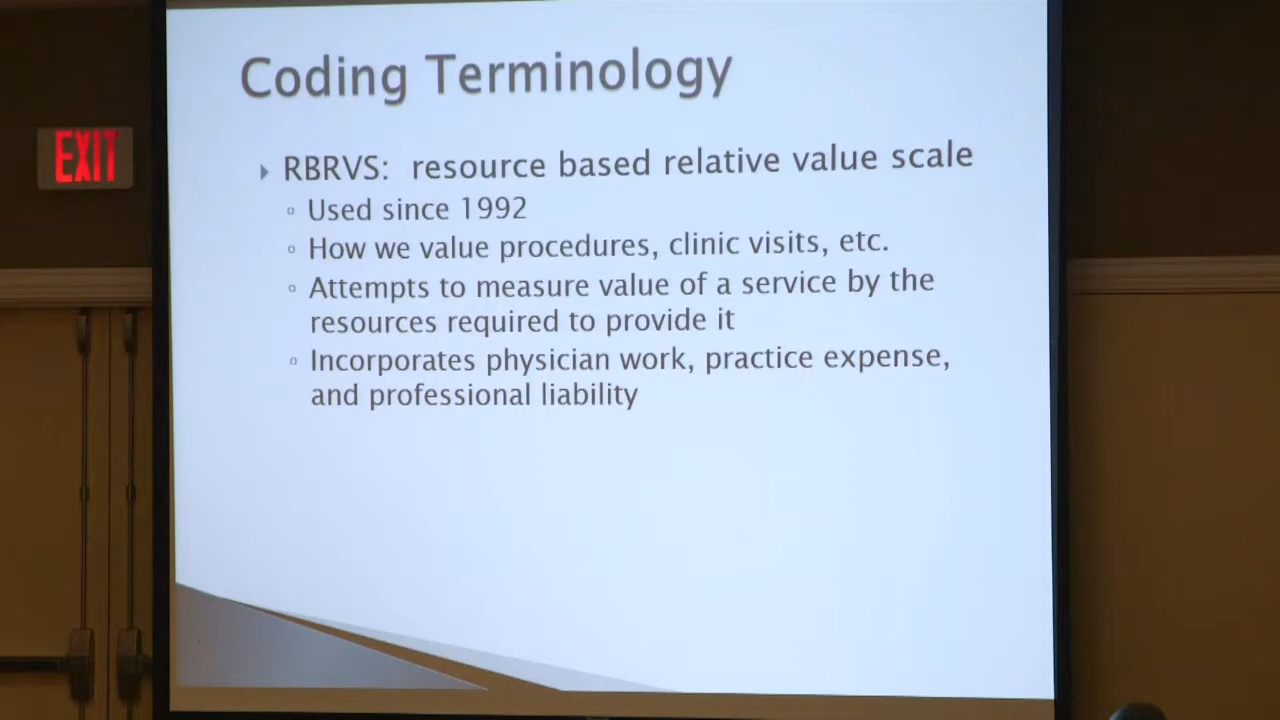 Coding Terminology
EXIT
RBRVS: resource based relative value scale
Used since 1992
How we value procedures, clinic visits, etc.
Attempts to measure value of a service by the
resources required to provide it
Incorporates physician work, practice expense,
and professional liability